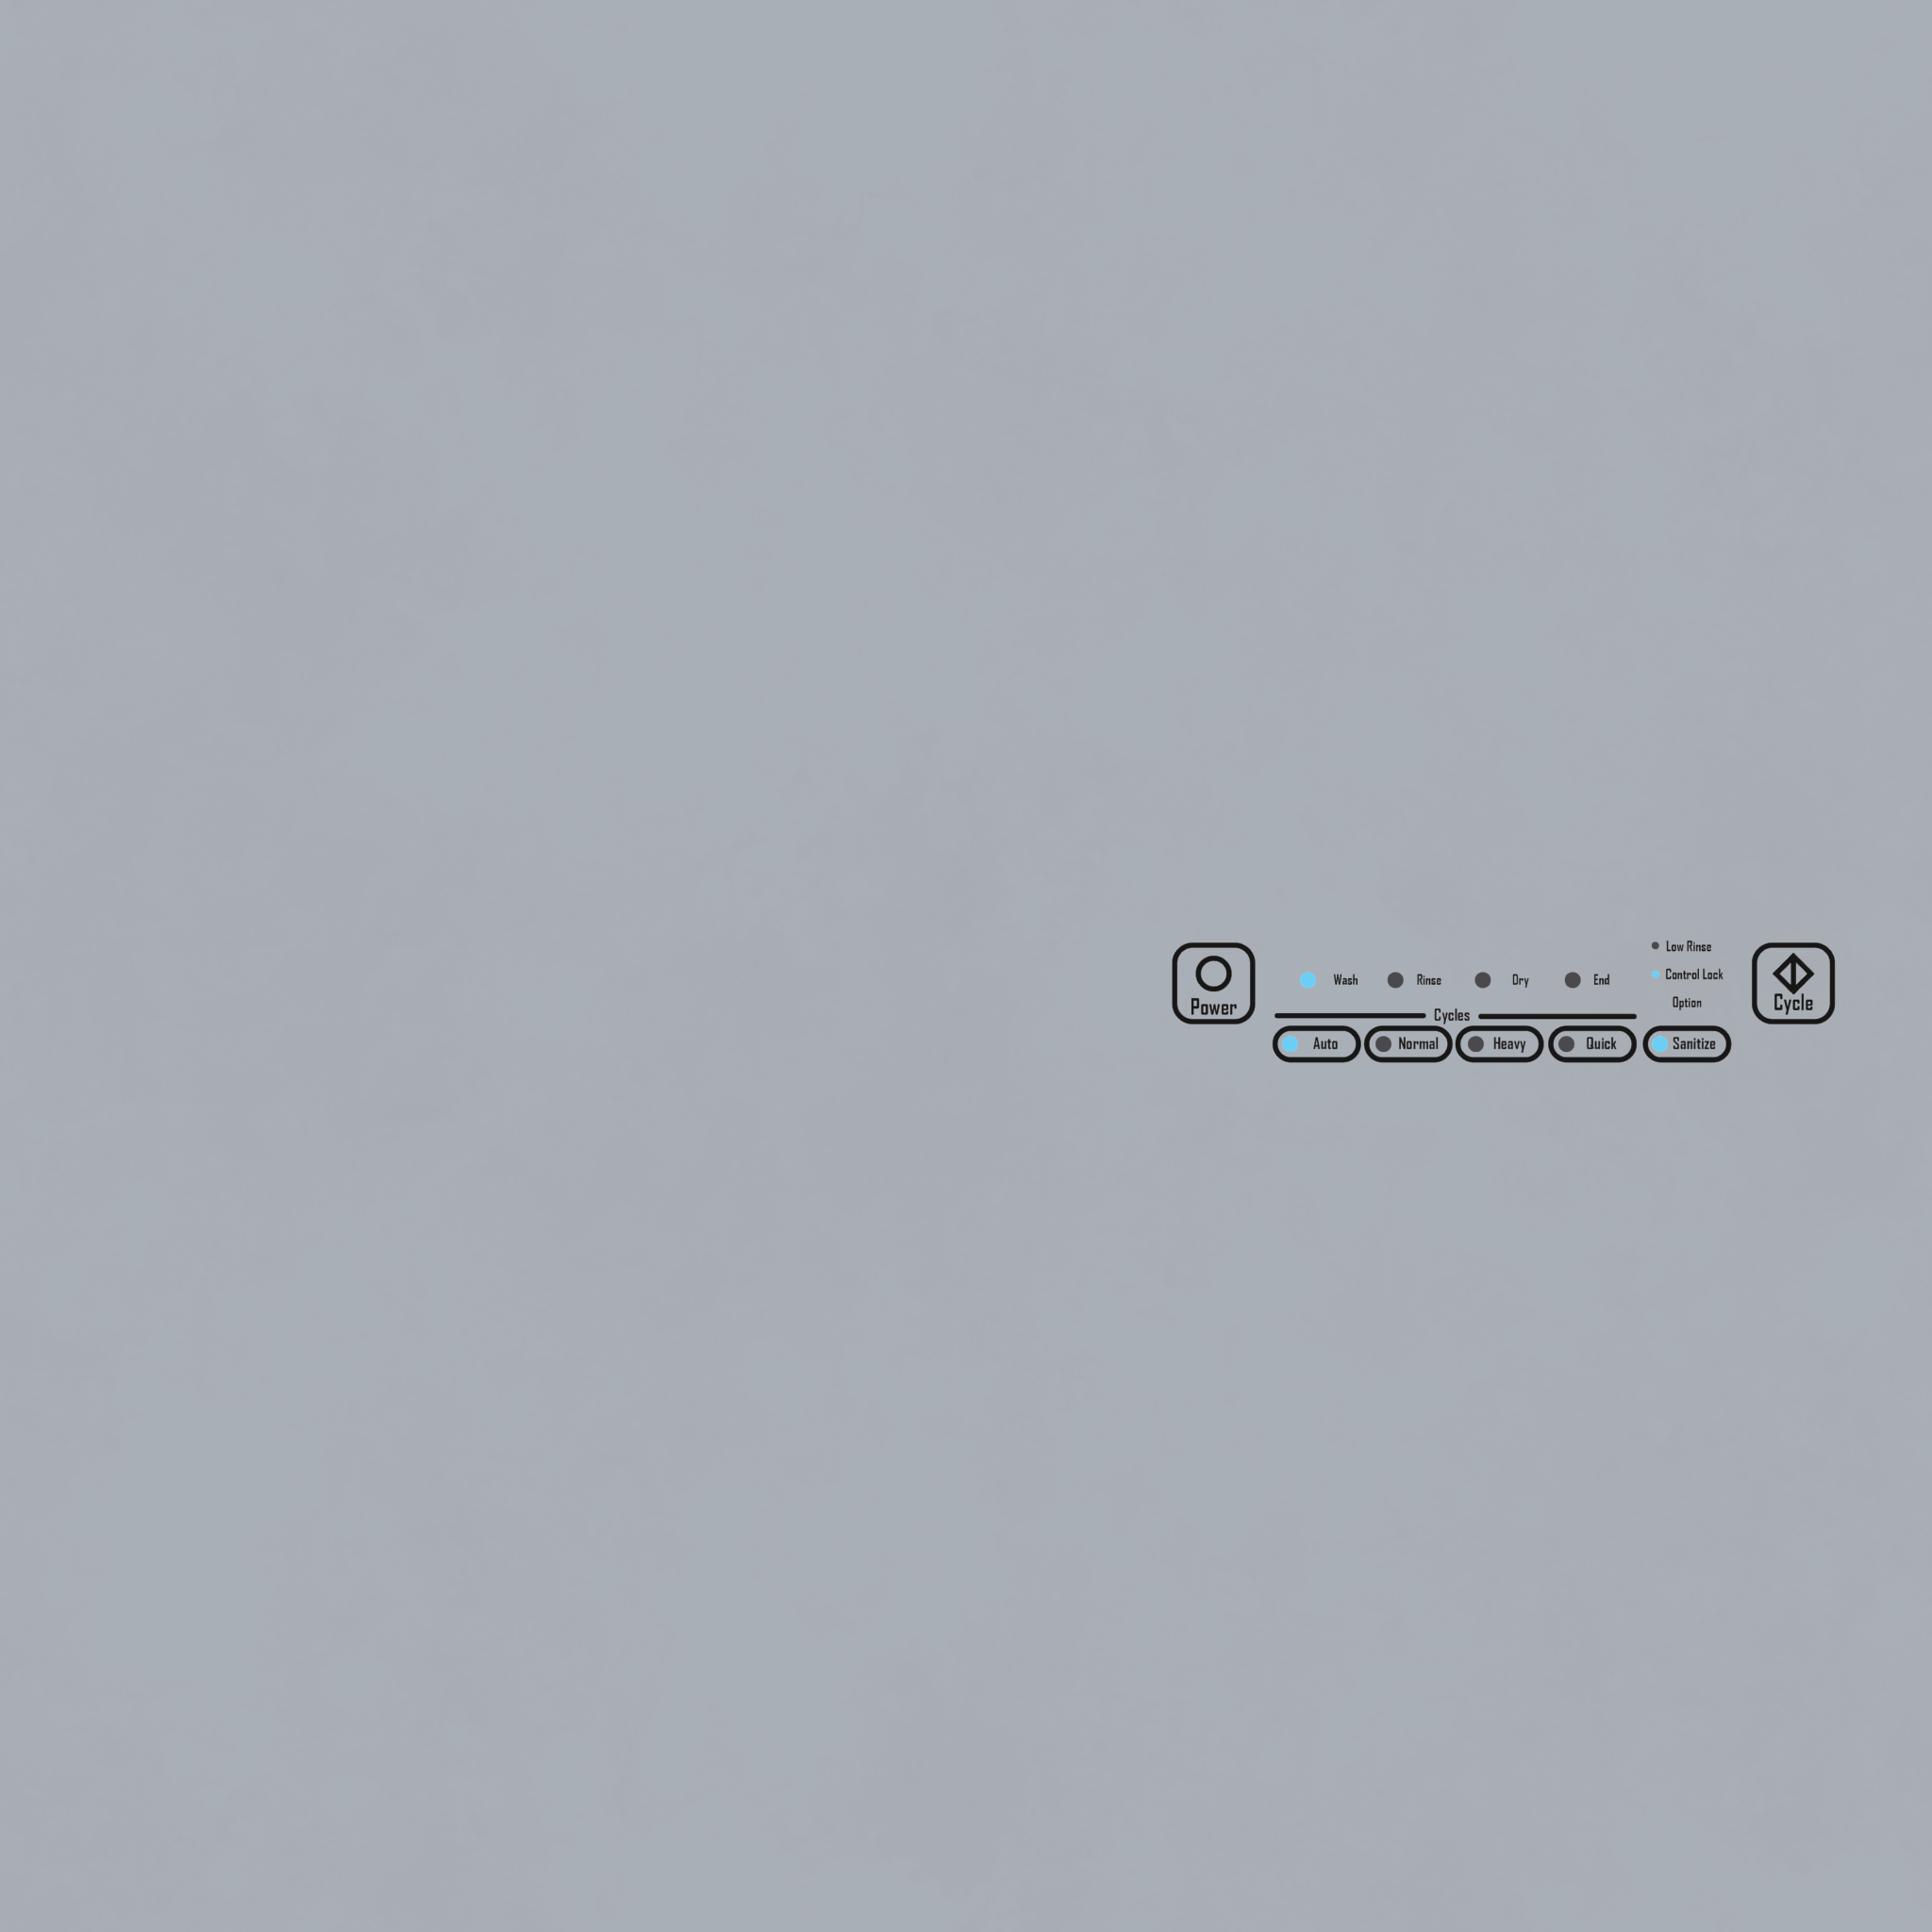 Low Rinse
Control Lock
Wash Rinse Dry End
Option
Power
Cycle
Cycles
Auto Normal Heavy Quick Sanitize